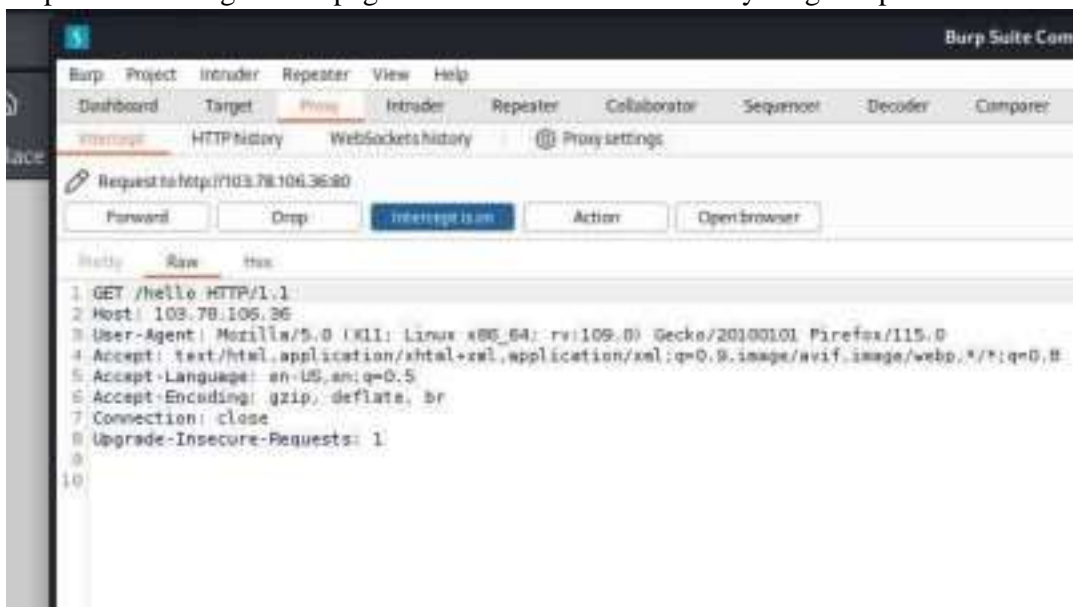 Burp Suite Com
Burp Project Intruder Repeater View Help
Dashboard Target Proxy Intruder Repeater Collaborator Sequencer Decoder Comparer
lace
Intercept HTTP history WebSockets history Proxy settings
Request to http://103.78.106.36:80
Forward Drop Intercept is on Action Open browser
Pretty Raw Hex
1 GET /hello HTTP/1.1
2 Host: 103.78.106.36
3 User-Agent: Mozilla/5.0 (X11; Linux x86_64; rv:109.0) Gecko/20100101 Firefox/115.0
4 Accept: text/html,application/xhtml+xml,application/xml;q=0.9,image/avif,image/webp,*/*;q=0.8
5 Accept-Language: en-US,en;q=0.5
6 Accept-Encoding: gzip, deflate, br
7 Connection: close
8 Upgrade-Insecure-Requests: 1
9
10